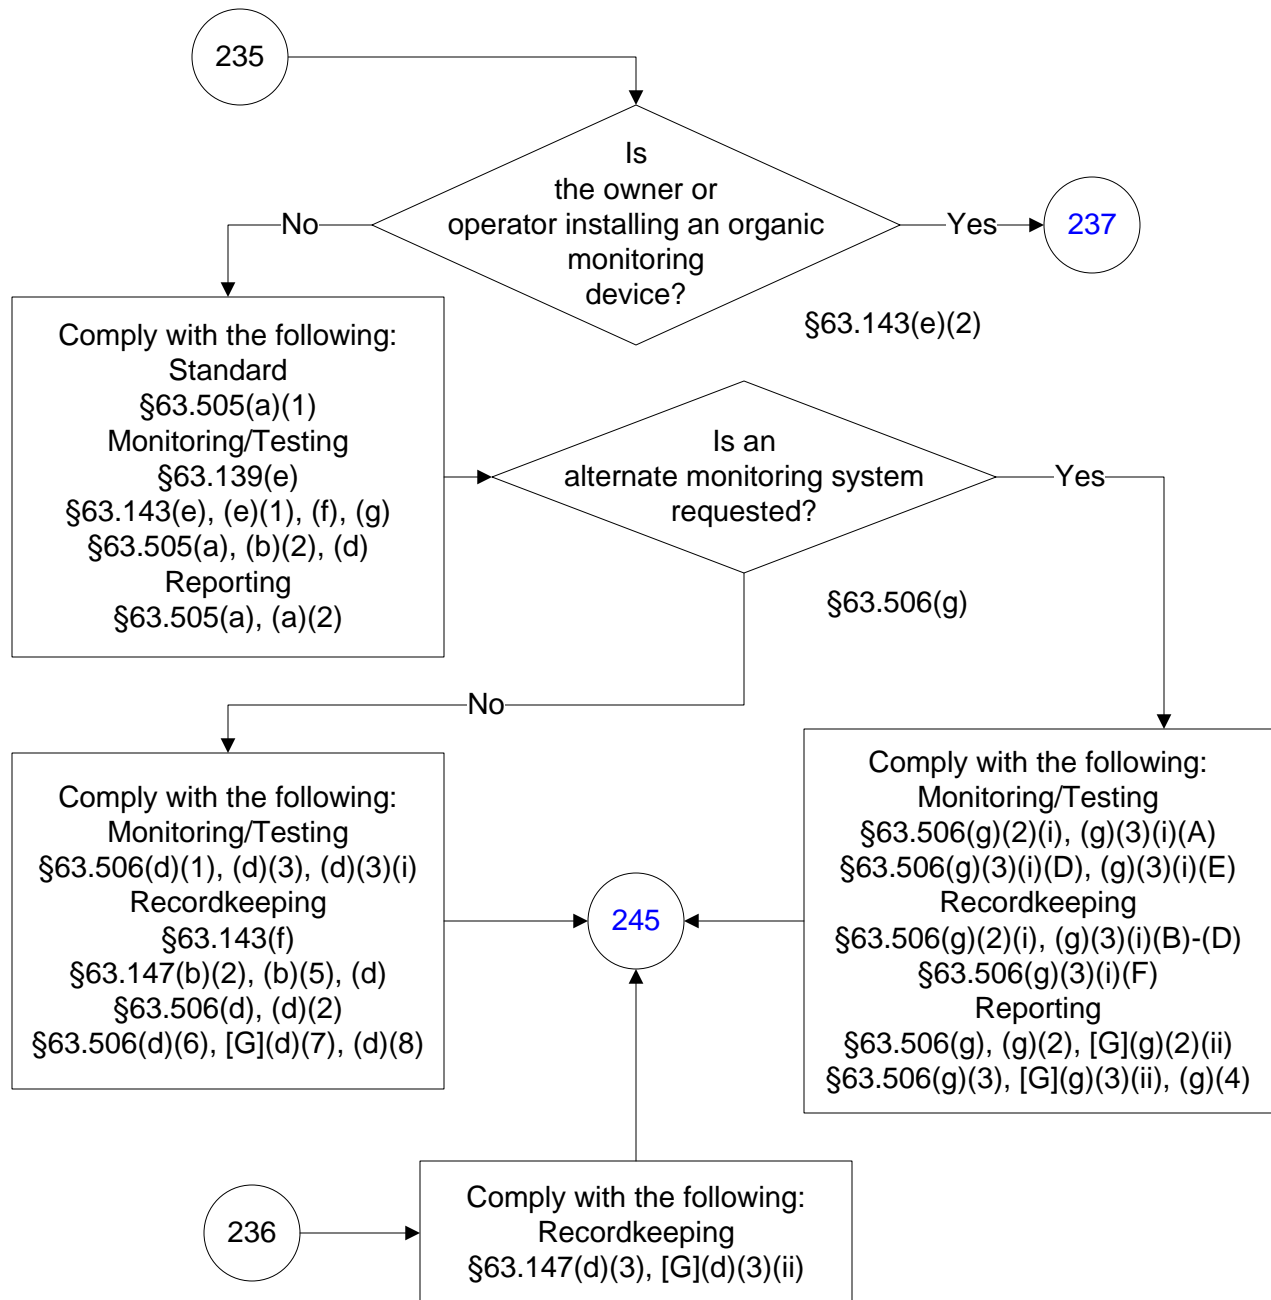 235
Is
the owner or
operator installing an organic
monitoring
device?
No
Yes
237
§63.143(e)(2)
Comply with the following:
Standard
§63.505(a)(1)
Monitoring/Testing
§63.139(e)
§63.143(e), (e)(1), (f), (g)
§63.505(a), (b)(2), (d)
Reporting
§63.505(a), (a)(2)
Is an
alternate monitoring system
requested?
Yes
§63.506(g)
No
Comply with the following:
Monitoring/Testing
§63.506(d)(1), (d)(3), (d)(3)(i)
Recordkeeping
§63.143(f)
§63.147(b)(2), (b)(5), (d)
§63.506(d), (d)(2)
§63.506(d)(6), [G](d)(7), (d)(8)
245
Comply with the following:
Monitoring/Testing
§63.506(g)(2)(i), (g)(3)(i)(A)
§63.506(g)(3)(i)(D), (g)(3)(i)(E)
Recordkeeping
§63.506(g)(2)(i), (g)(3)(i)(B)-(D)
§63.506(g)(3)(i)(F)
Reporting
§63.506(g), (g)(2), [G](g)(2)(ii)
§63.506(g)(3), [G](g)(3)(ii), (g)(4)
236
Comply with the following:
Recordkeeping
§63.147(d)(3), [G](d)(3)(ii)